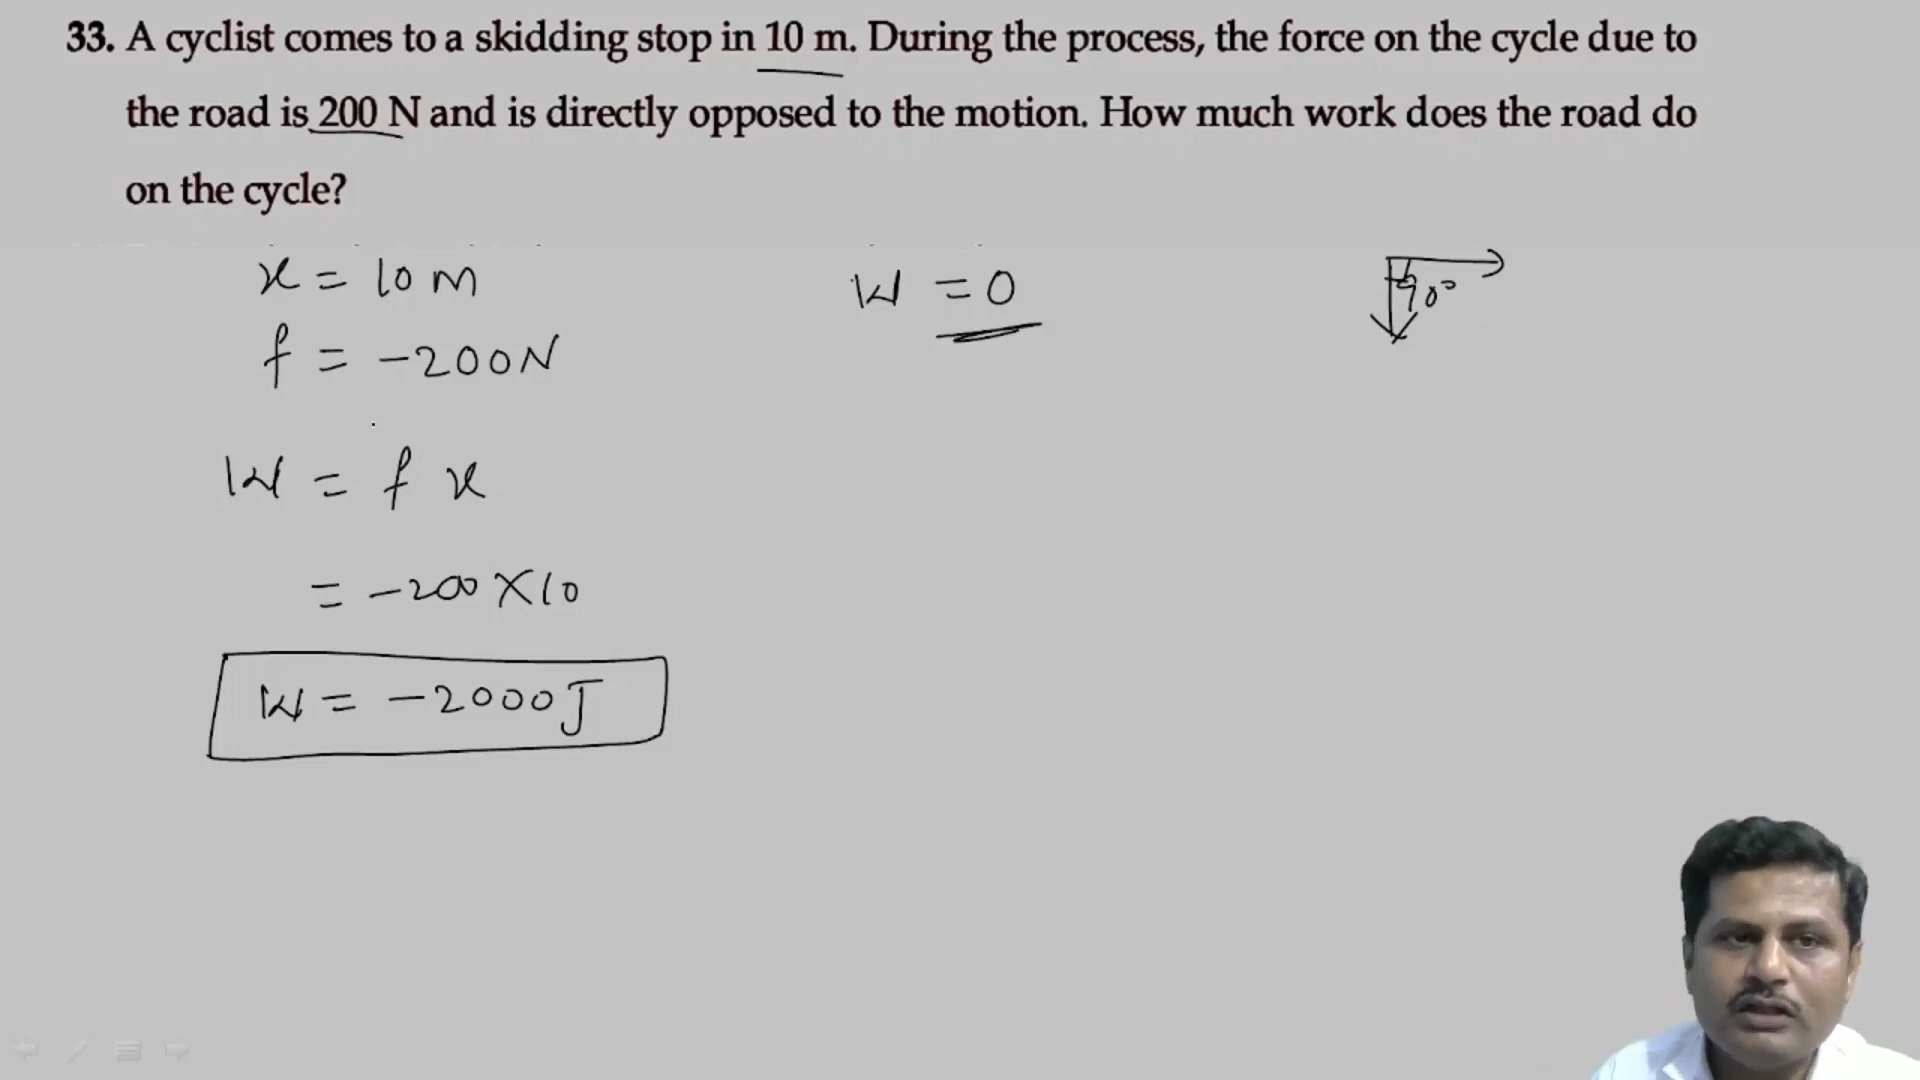 33. A cyclist comes to a skidding stop in 10 m. During the process, the force on the cycle due to
the road is 200 N and is directly opposed to the motion. How much work does the road do
on the cycle?
x = 10 m
f = -200N
W = f x
= -200 X 10
W = -2000 J
W = 0
90°